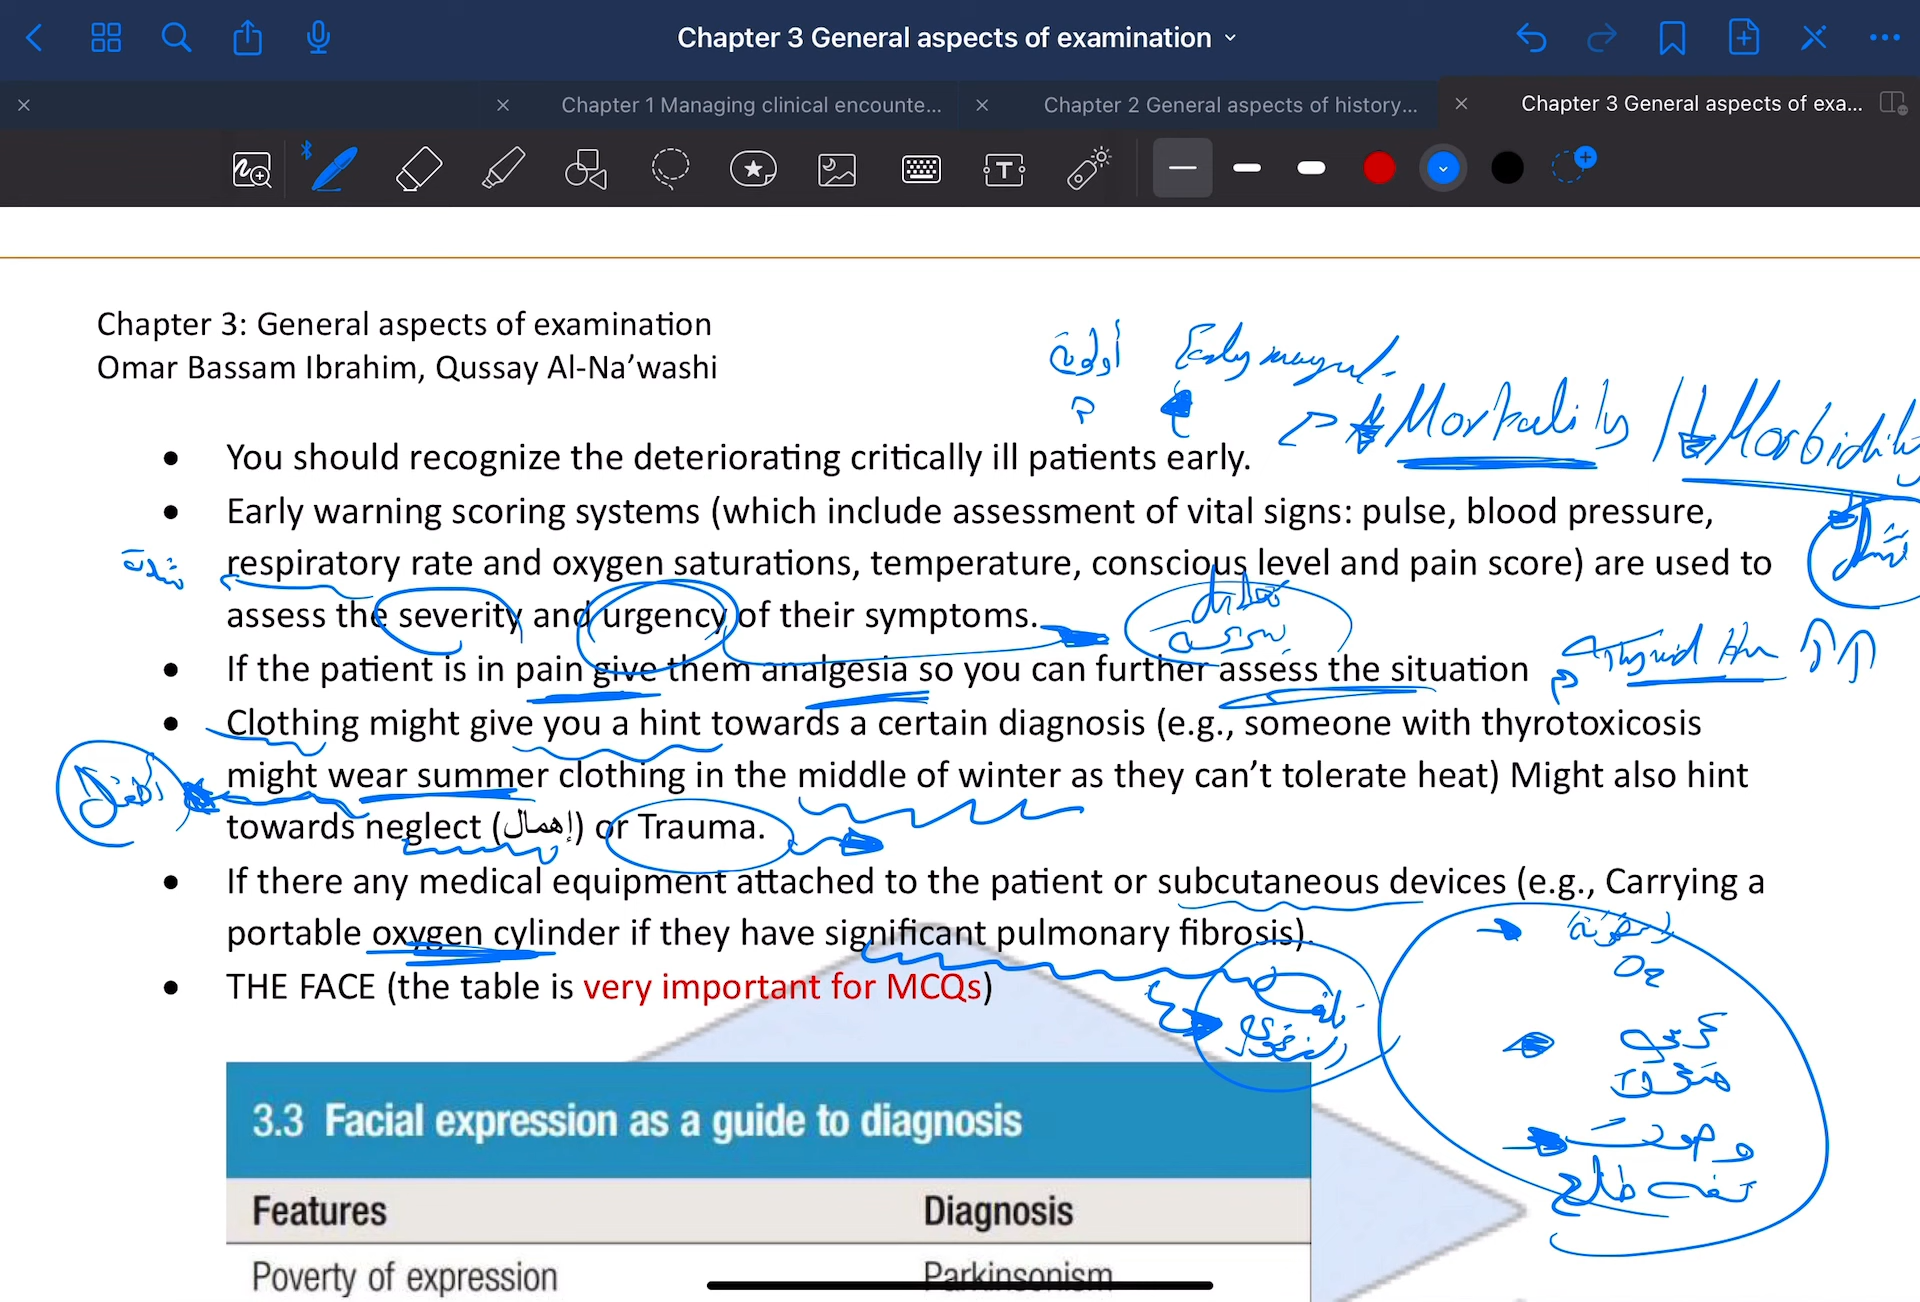 Chapter 3 General aspects of examination
Chapter 1 Managing clinical encounte...
Chapter 2 General aspects of history...
Chapter 3 General aspects of exa...
Chapter 3: General aspects of examination
Omar Bassam Ibrahim, Qussay Al-Na’washi
أولوية Early
Mortality / Morbidity
• You should recognize the deteriorating critically ill patients early.
• Early warning scoring systems (which include assessment of vital signs: pulse, blood pressure,
respiratory rate and oxygen saturations, temperature, conscious level and pain score) are used to
assess the severity and urgency of their symptoms.
• If the patient is in pain give them analgesia so you can further assess the situation
• Clothing might give you a hint towards a certain diagnosis (e.g., someone with thyrotoxicosis
might wear summer clothing in the middle of winter as they can’t tolerate heat) Might also hint
towards neglect (إهمال) or Trauma.
• If there any medical equipment attached to the patient or subcutaneous devices (e.g., Carrying a
portable oxygen cylinder if they have significant pulmonary fibrosis).
O2
• THE FACE (the table is very important for MCQs)
3.3 Facial expression as a guide to diagnosis
Features Diagnosis
Poverty of expression Parkinsonism